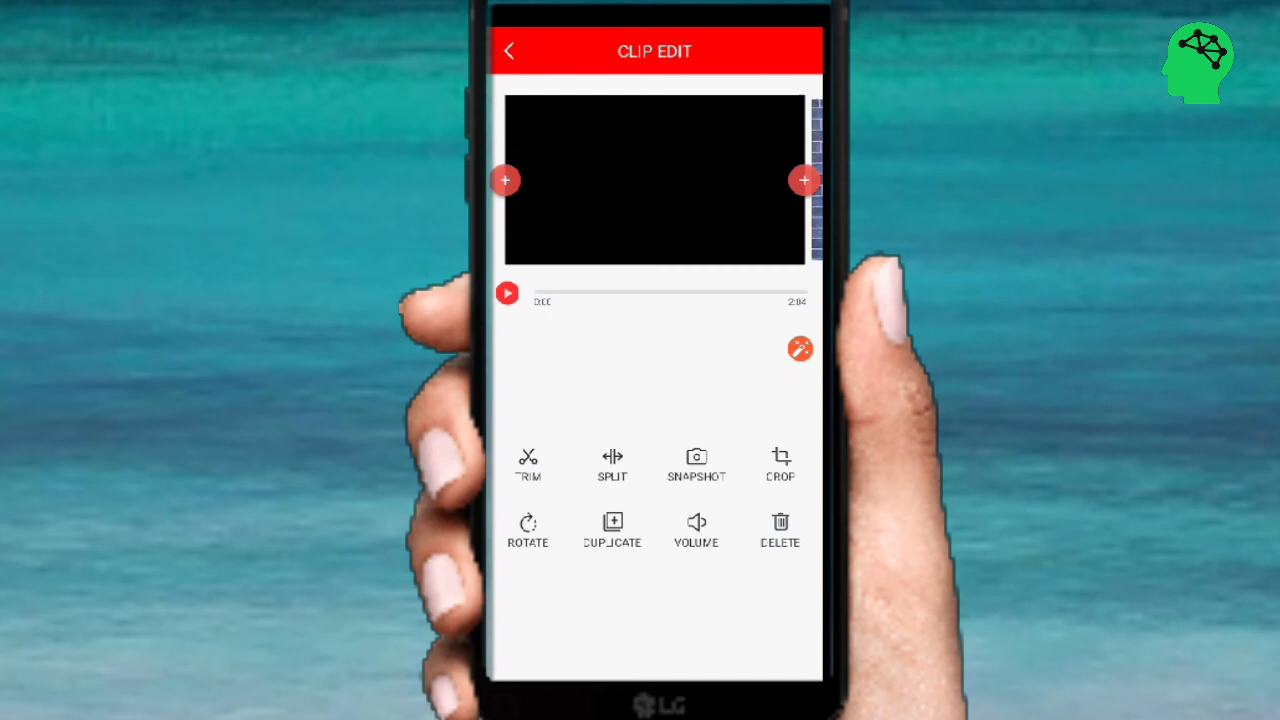 CLIP EDIT
0:00
2:04
TRIM
SPLIT
SNAPSHOT
CROP
ROTATE
DUPLICATE
VOLUME
DELETE
LG